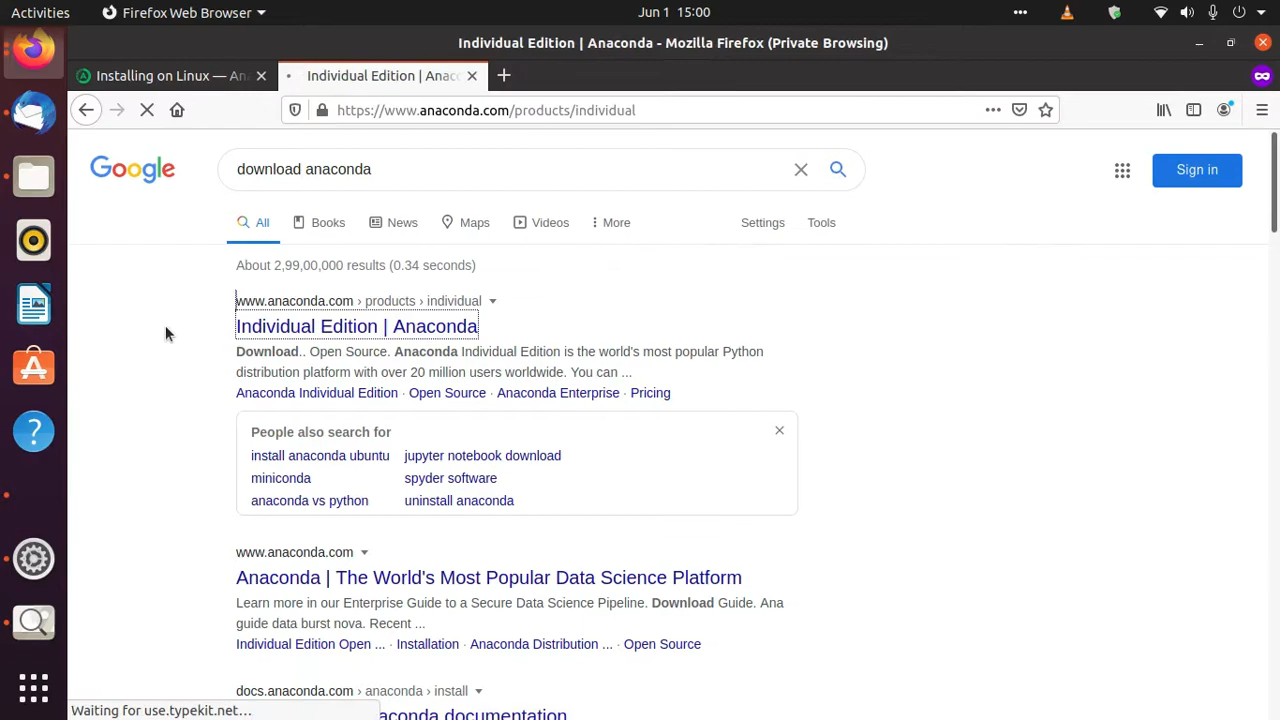 Activities
Firefox Web Browser
Jun 1 15:00
Individual Edition | Anaconda - Mozilla Firefox (Private Browsing)
Installing on Linux — An
Individual Edition | Anac
https://www.anaconda.com/products/individual
Google
download anaconda
Sign in
All
Books
News
Maps
Videos
More
Settings
Tools
About 2,99,00,000 results (0.34 seconds)
www.anaconda.com › products › individual
Individual Edition | Anaconda
Download.. Open Source. Anaconda Individual Edition is the world's most popular Python
distribution platform with over 20 million users worldwide. You can ...
Anaconda Individual Edition · Open Source · Anaconda Enterprise · Pricing
People also search for
install anaconda ubuntu
jupyter notebook download
miniconda
spyder software
anaconda vs python
uninstall anaconda
www.anaconda.com
Anaconda | The World's Most Popular Data Science Platform
Learn more in our Enterprise Guide to a Secure Data Science Pipeline. Download Guide. Ana
guide data burst nova. Recent ...
Individual Edition Open ... · Installation · Anaconda Distribution ... · Open Source
docs.anaconda.com › anaconda › install
aconda documentation
Waiting for use.typekit.net…